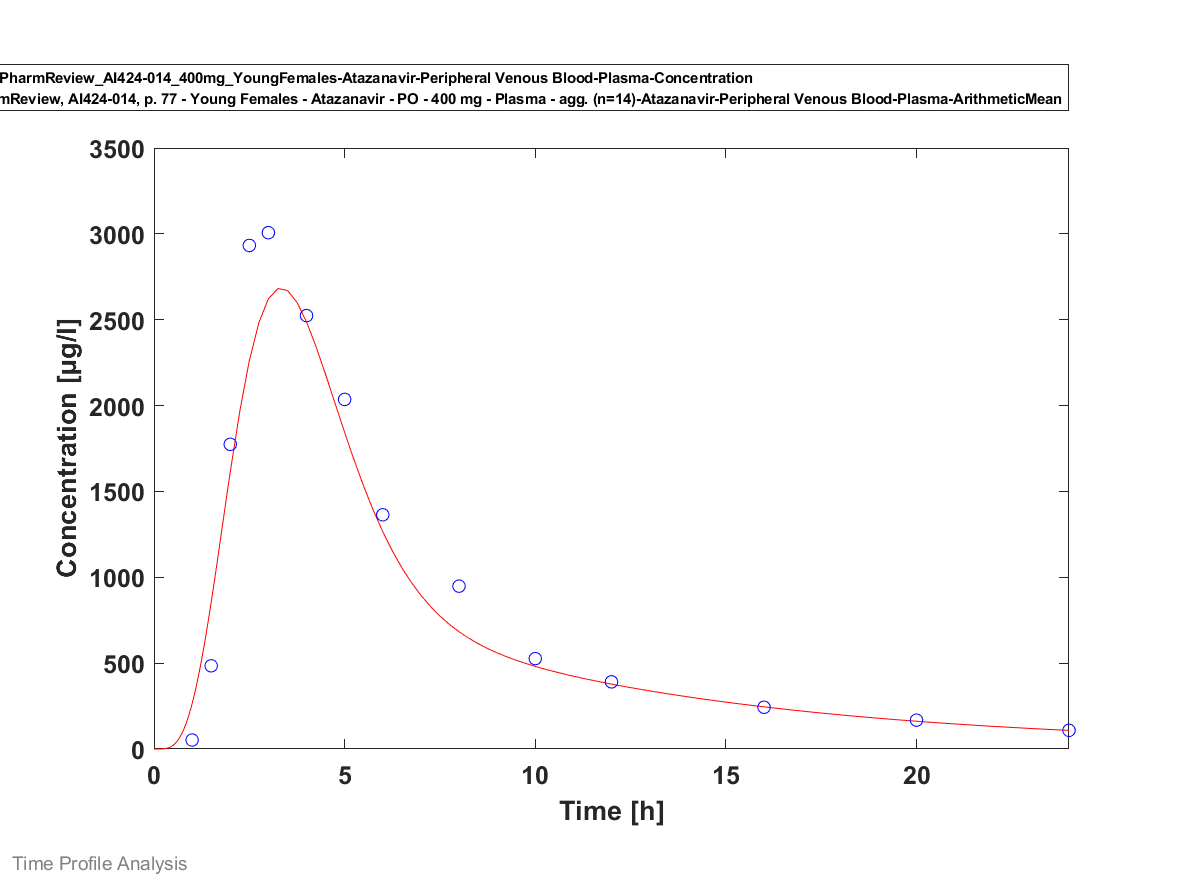 PharmReview_AI424-014_400mg_YoungFemales-Atazanavir-Peripheral Venous Blood-Plasma-Concentration
mReview, AI424-014, p. 77 - Young Females - Atazanavir - PO - 400 mg - Plasma - agg. (n=14)-Atazanavir-Peripheral Venous Blood-Plasma-ArithmeticMean
3500
3000
2500
2000
1500
1000
500
0
Concentration [µg/l]
0 5 10 15 20
Time [h]
Time Profile Analysis